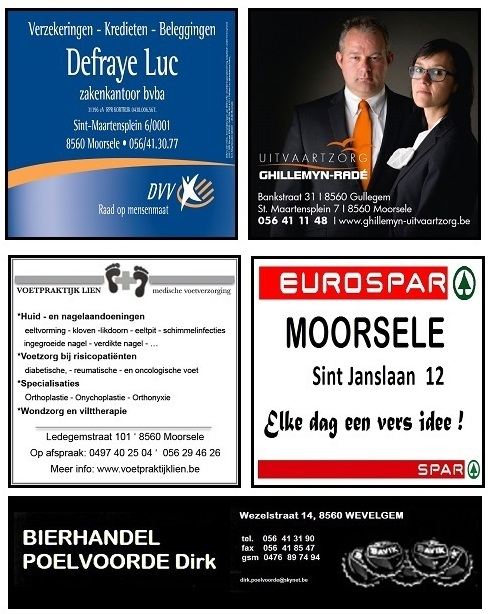 Verzekeringen - Kredieten - Beleggingen
Defraye Luc
zakenkantoor bvba
Sint-Maartensplein 6/0001
8560 Moorsele • 056/41.30.77
DVV
Raad op mensenmaat
UITVAARTZORG
GHILLEMYN-RADÉ
Bankstraat 31 I 8560 Gullegem
St. Maartensplein 7 I 8560 Moorsele
056 41 11 48 I www.ghillemyn-uitvaartzorg.be
VOETPRAKTIJK LIEN medische voetverzorging
*Huid - en nagelaandoeningen
eeltvorming - kloven -likdoorn - eeltpit - schimmelinfecties
ingegroeide nagel - verdikte nagel - ...
*Voetzorg bij risicopatiënten
diabetische, - reumatische - en oncologische voet
*Specialisaties
Orthoplastie - Onychoplastie - Orthonyxie
*Wondzorg en vilttherapie
Ledegemstraat 101 ' 8560 Moorsele
Op afspraak: 0497 40 25 04 ' 056 29 46 26
Meer info: www.voetpraktijklien.be
EUROSPAR
MOORSELE
Sint Janslaan 12
Elke dag een vers idee !
SPAR
BIERHANDEL
POELVOORDE Dirk
Wezelstraat 14, 8560 WEVELGEM
tel. 056 41 31 90
fax 056 41 85 47
gsm 0476 89 74 94
dirk.poelvoorde@skynet.be
BAVIK BAVIK